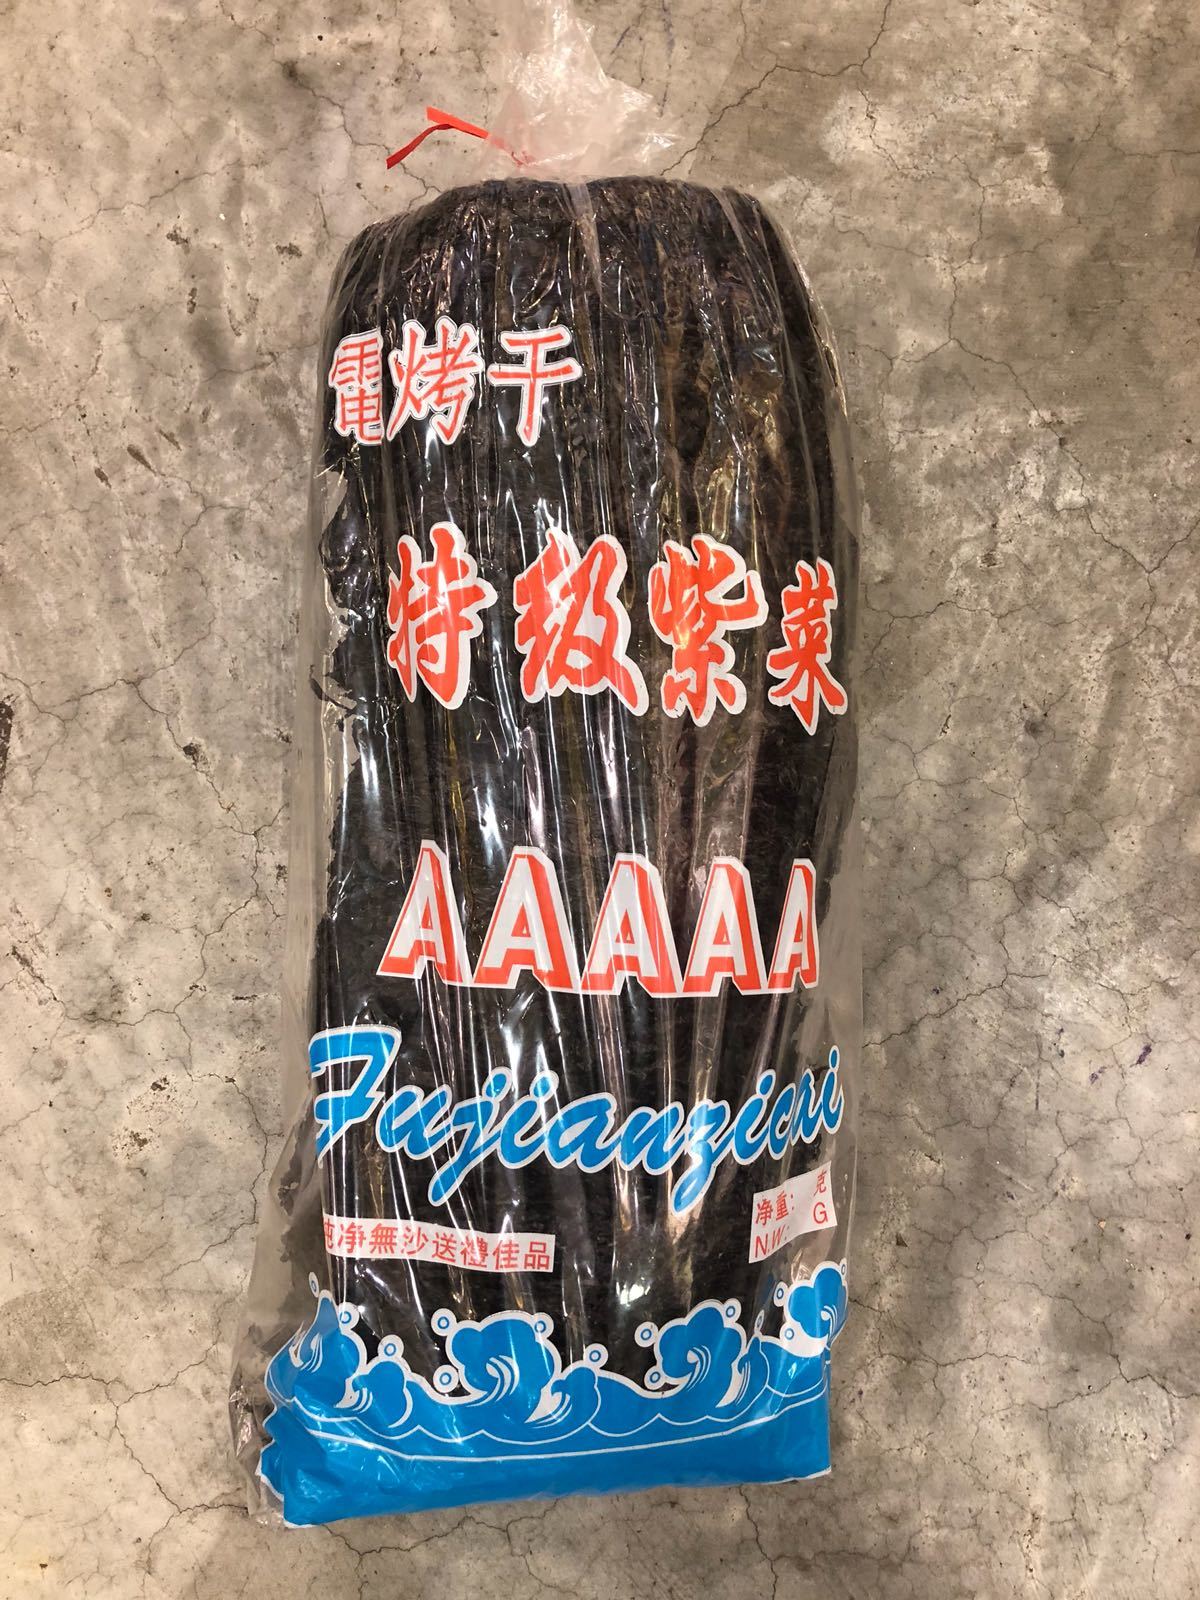 電烤干
特级紫菜
AAAAA
Fujianzicai
净重: 克
N.W: G
纯净無沙送禮佳品